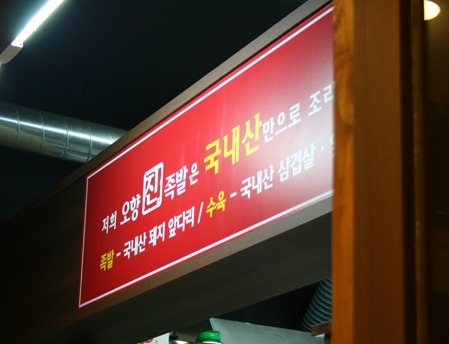 저희 오향 진 족발은 국내산만으로 조리
족발 - 국내산 돼지 앞다리 / 수육 - 국내산 삼겹살 ·